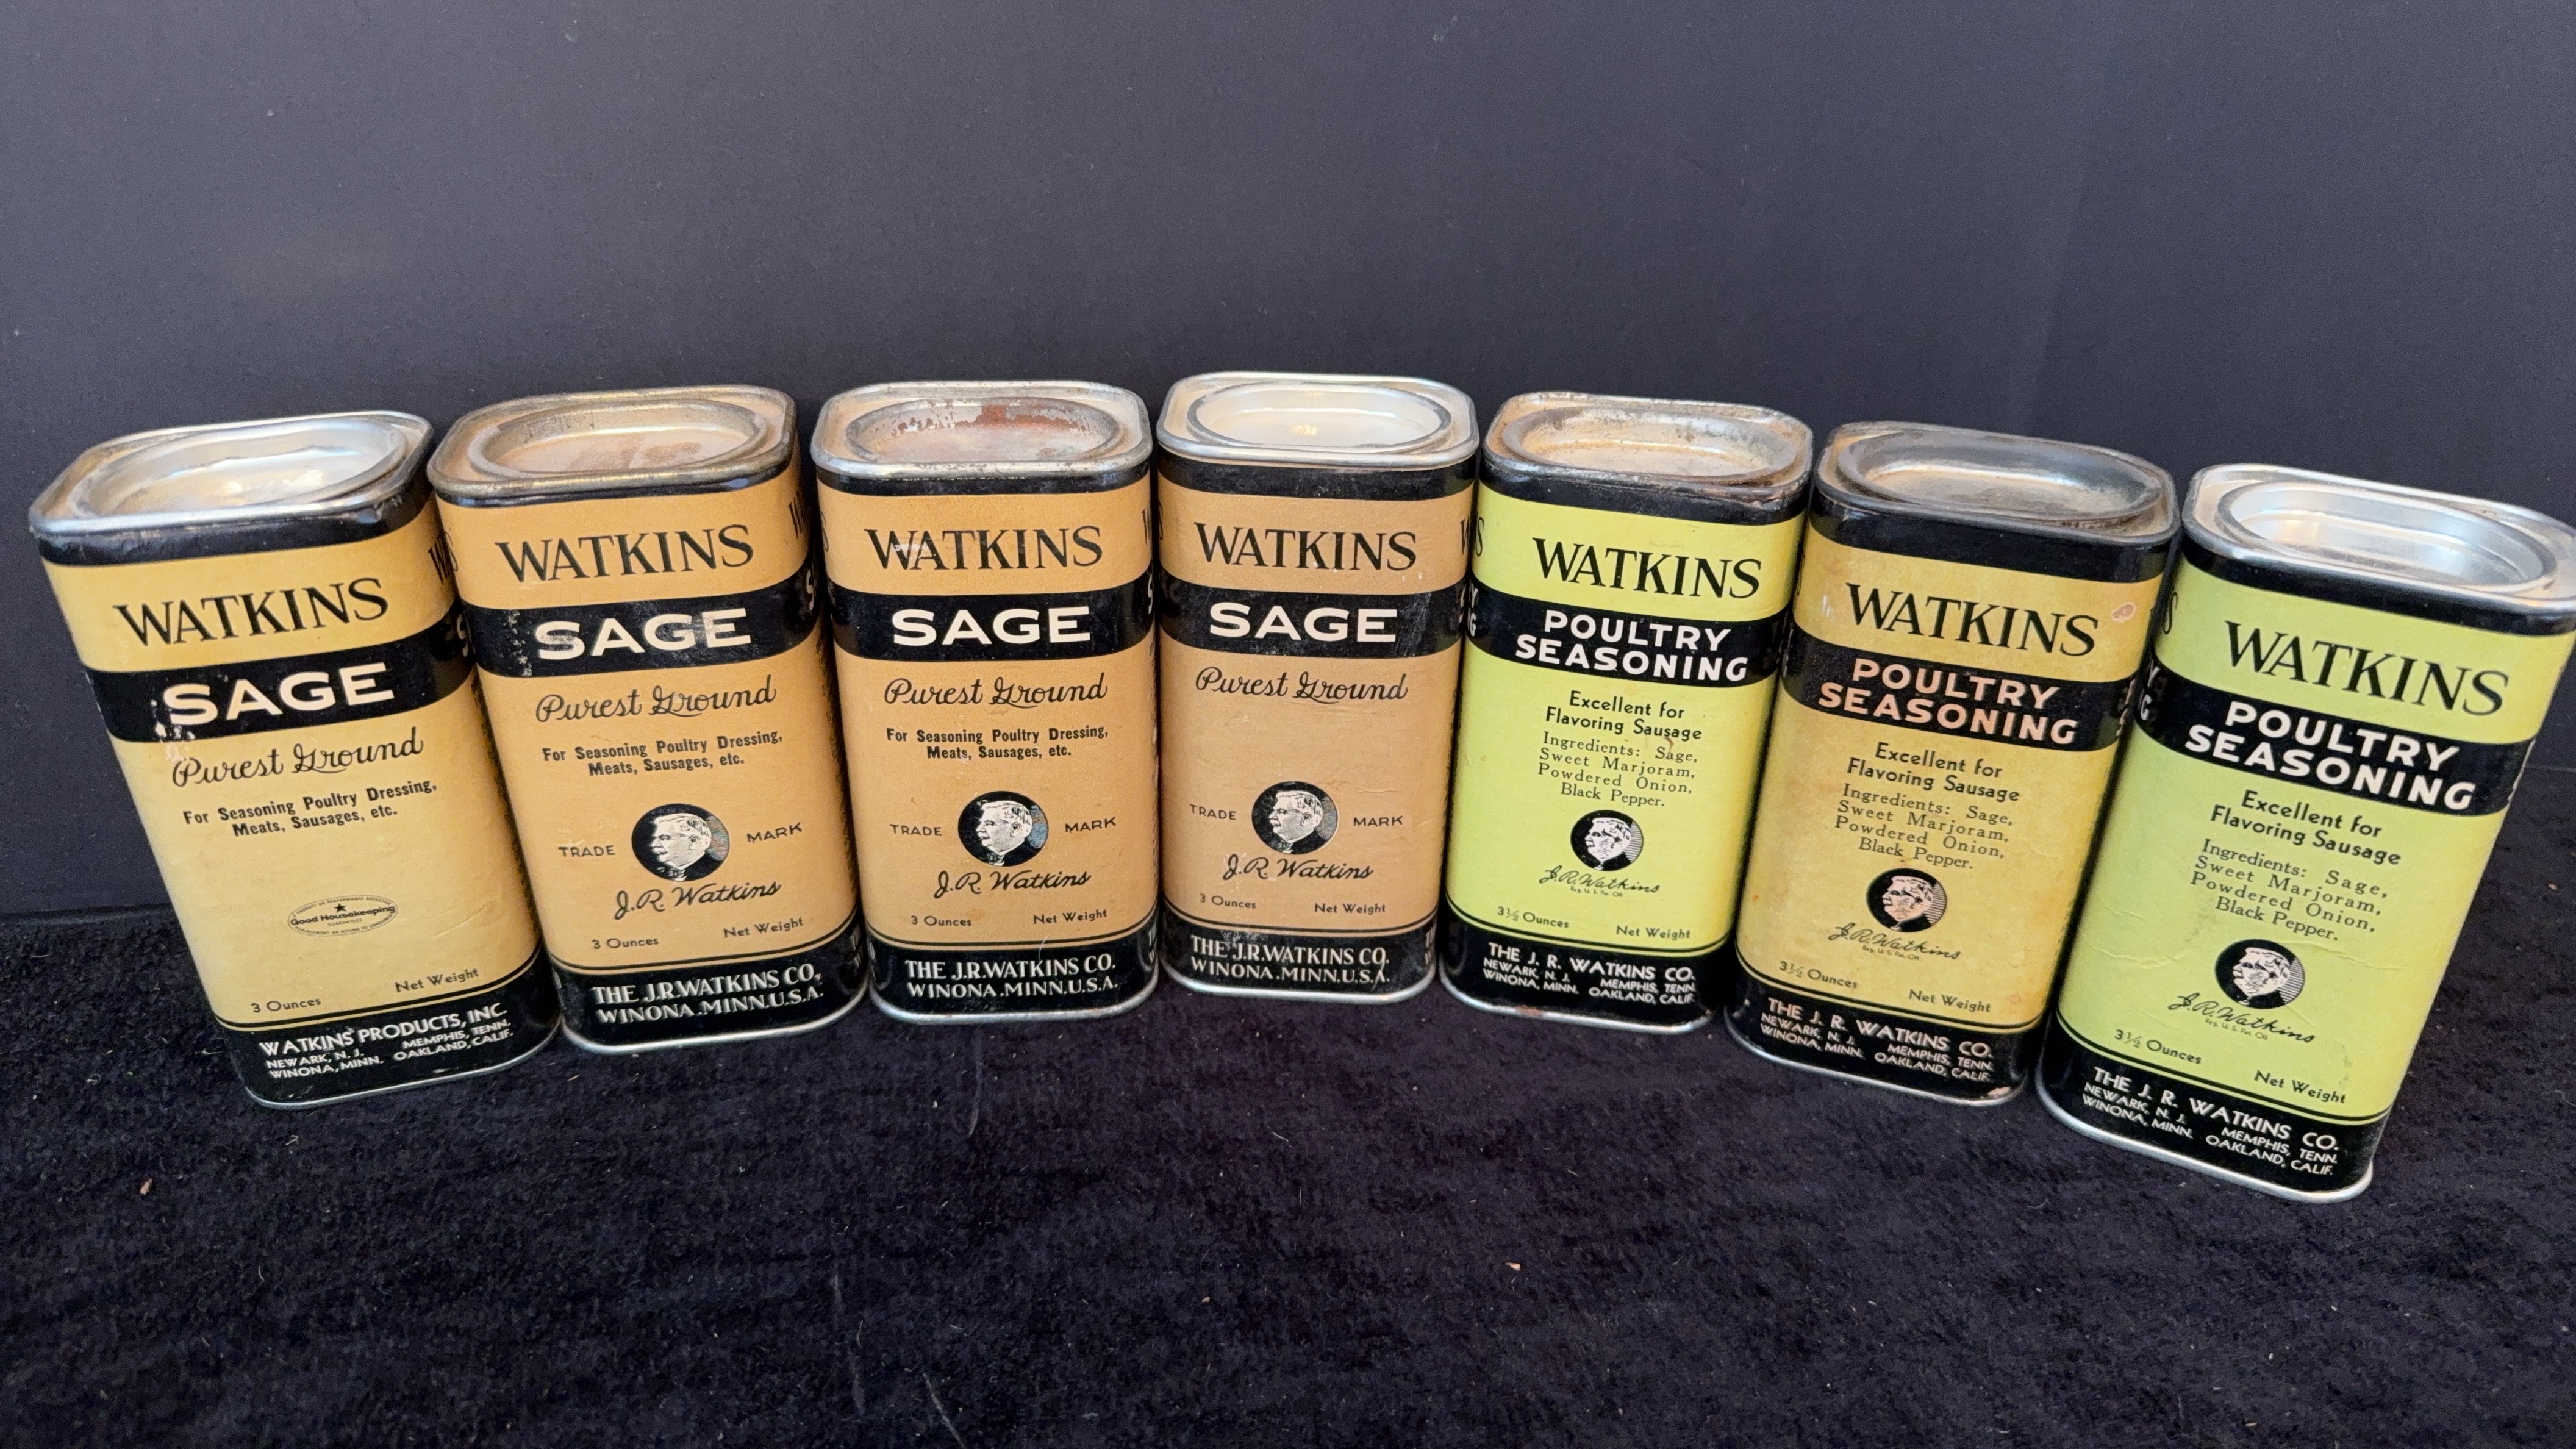 WATKINS
SAGE
Purest Ground
For Seasoning Poultry Dressing,
Meats, Sausages, etc.
Good Housekeeping
3 Ounces Net Weight
WATKINS PRODUCTS, INC.
NEWARK, N. J. MEMPHIS, TENN.
WINONA, MINN. OAKLAND, CALIF.
WATKINS
SAGE
Purest Ground
For Seasoning Poultry Dressing,
Meats, Sausages, etc.
TRADE MARK
J.R. Watkins
3 Ounces Net Weight
THE J.R.WATKINS CO.
WINONA.MINN.U.S.A.
WATKINS
SAGE
Purest Ground
For Seasoning Poultry Dressing,
Meats, Sausages, etc.
TRADE MARK
J.R. Watkins
3 Ounces Net Weight
THE J.R.WATKINS CO.
WINONA.MINN.U.S.A.
WATKINS
SAGE
Purest Ground
TRADE MARK
J.R. Watkins
3 Ounces Net Weight
THE J.R.WATKINS CO.
WINONA.MINN.U.S.A.
WATKINS
POULTRY
SEASONING
Excellent for
Flavoring Sausage
Ingredients: Sage,
Sweet Marjoram,
Powdered Onion,
Black Pepper.
J.R.Watkins
Reg. U. S. Pat. Off.
3½ Ounces Net Weight
THE J. R. WATKINS CO.
NEWARK, N. J. MEMPHIS, TENN.
WINONA, MINN. OAKLAND, CALIF.
WATKINS
POULTRY
SEASONING
Excellent for
Flavoring Sausage
Ingredients: Sage,
Sweet Marjoram,
Powdered Onion,
Black Pepper.
J.R.Watkins
Reg. U. S. Pat. Off.
3½ Ounces Net Weight
THE J. R. WATKINS CO.
NEWARK, N. J. MEMPHIS, TENN.
WINONA, MINN. OAKLAND, CALIF.
WATKINS
POULTRY
SEASONING
Excellent for
Flavoring Sausage
Ingredients: Sage,
Sweet Marjoram,
Powdered Onion,
Black Pepper.
J.R.Watkins
Reg. U. S. Pat. Off.
3½ Ounces Net Weight
THE J. R. WATKINS CO.
NEWARK, N. J. MEMPHIS, TENN.
WINONA, MINN. OAKLAND, CALIF.